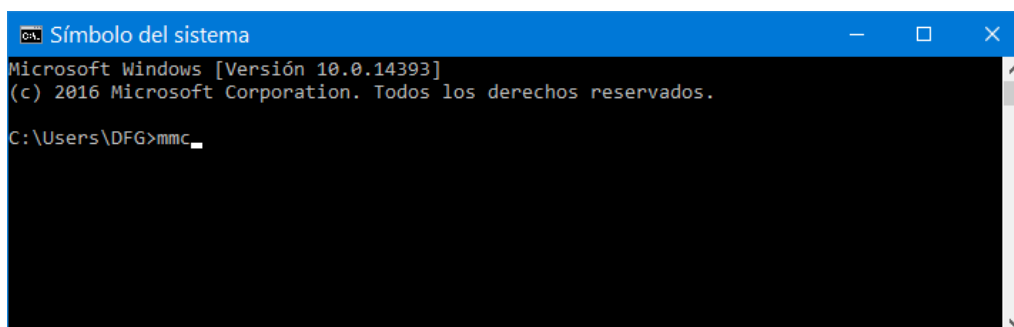 Símbolo del sistema
Microsoft Windows [Versión 10.0.14393]
(c) 2016 Microsoft Corporation. Todos los derechos reservados.
C:\Users\DFG>mmc